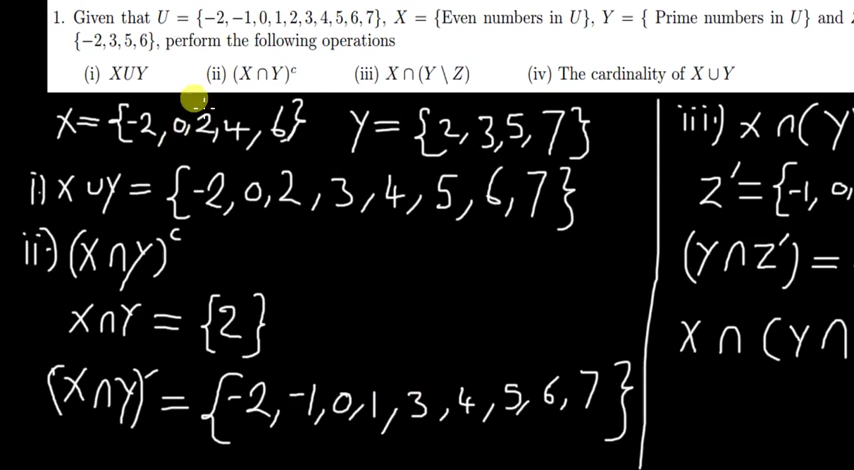 1. Given that U = {−2, −1, 0, 1, 2, 3, 4, 5, 6, 7}, X = {Even numbers in U}, Y = { Prime numbers in U} and
{−2, 3, 5, 6}, perform the following operations
(i) XUY (ii) (X ∩ Y)ᶜ (iii) X ∩ (Y \ Z) (iv) The cardinality of X ∪ Y
X = {-2, 0, 2, 4, 6} Y = {2, 3, 5, 7}
i) X ∪ Y = {-2, 0, 2, 3, 4, 5, 6, 7}
ii) (X ∩ Y)ᶜ
X ∩ Y = {2}
(X ∩ Y)′ = {-2, -1, 0, 1, 3, 4, 5, 6, 7}
iii) X ∩ (Y
Z′ = {-1, 0,
(Y ∩ Z′) =
X ∩ (Y ∩